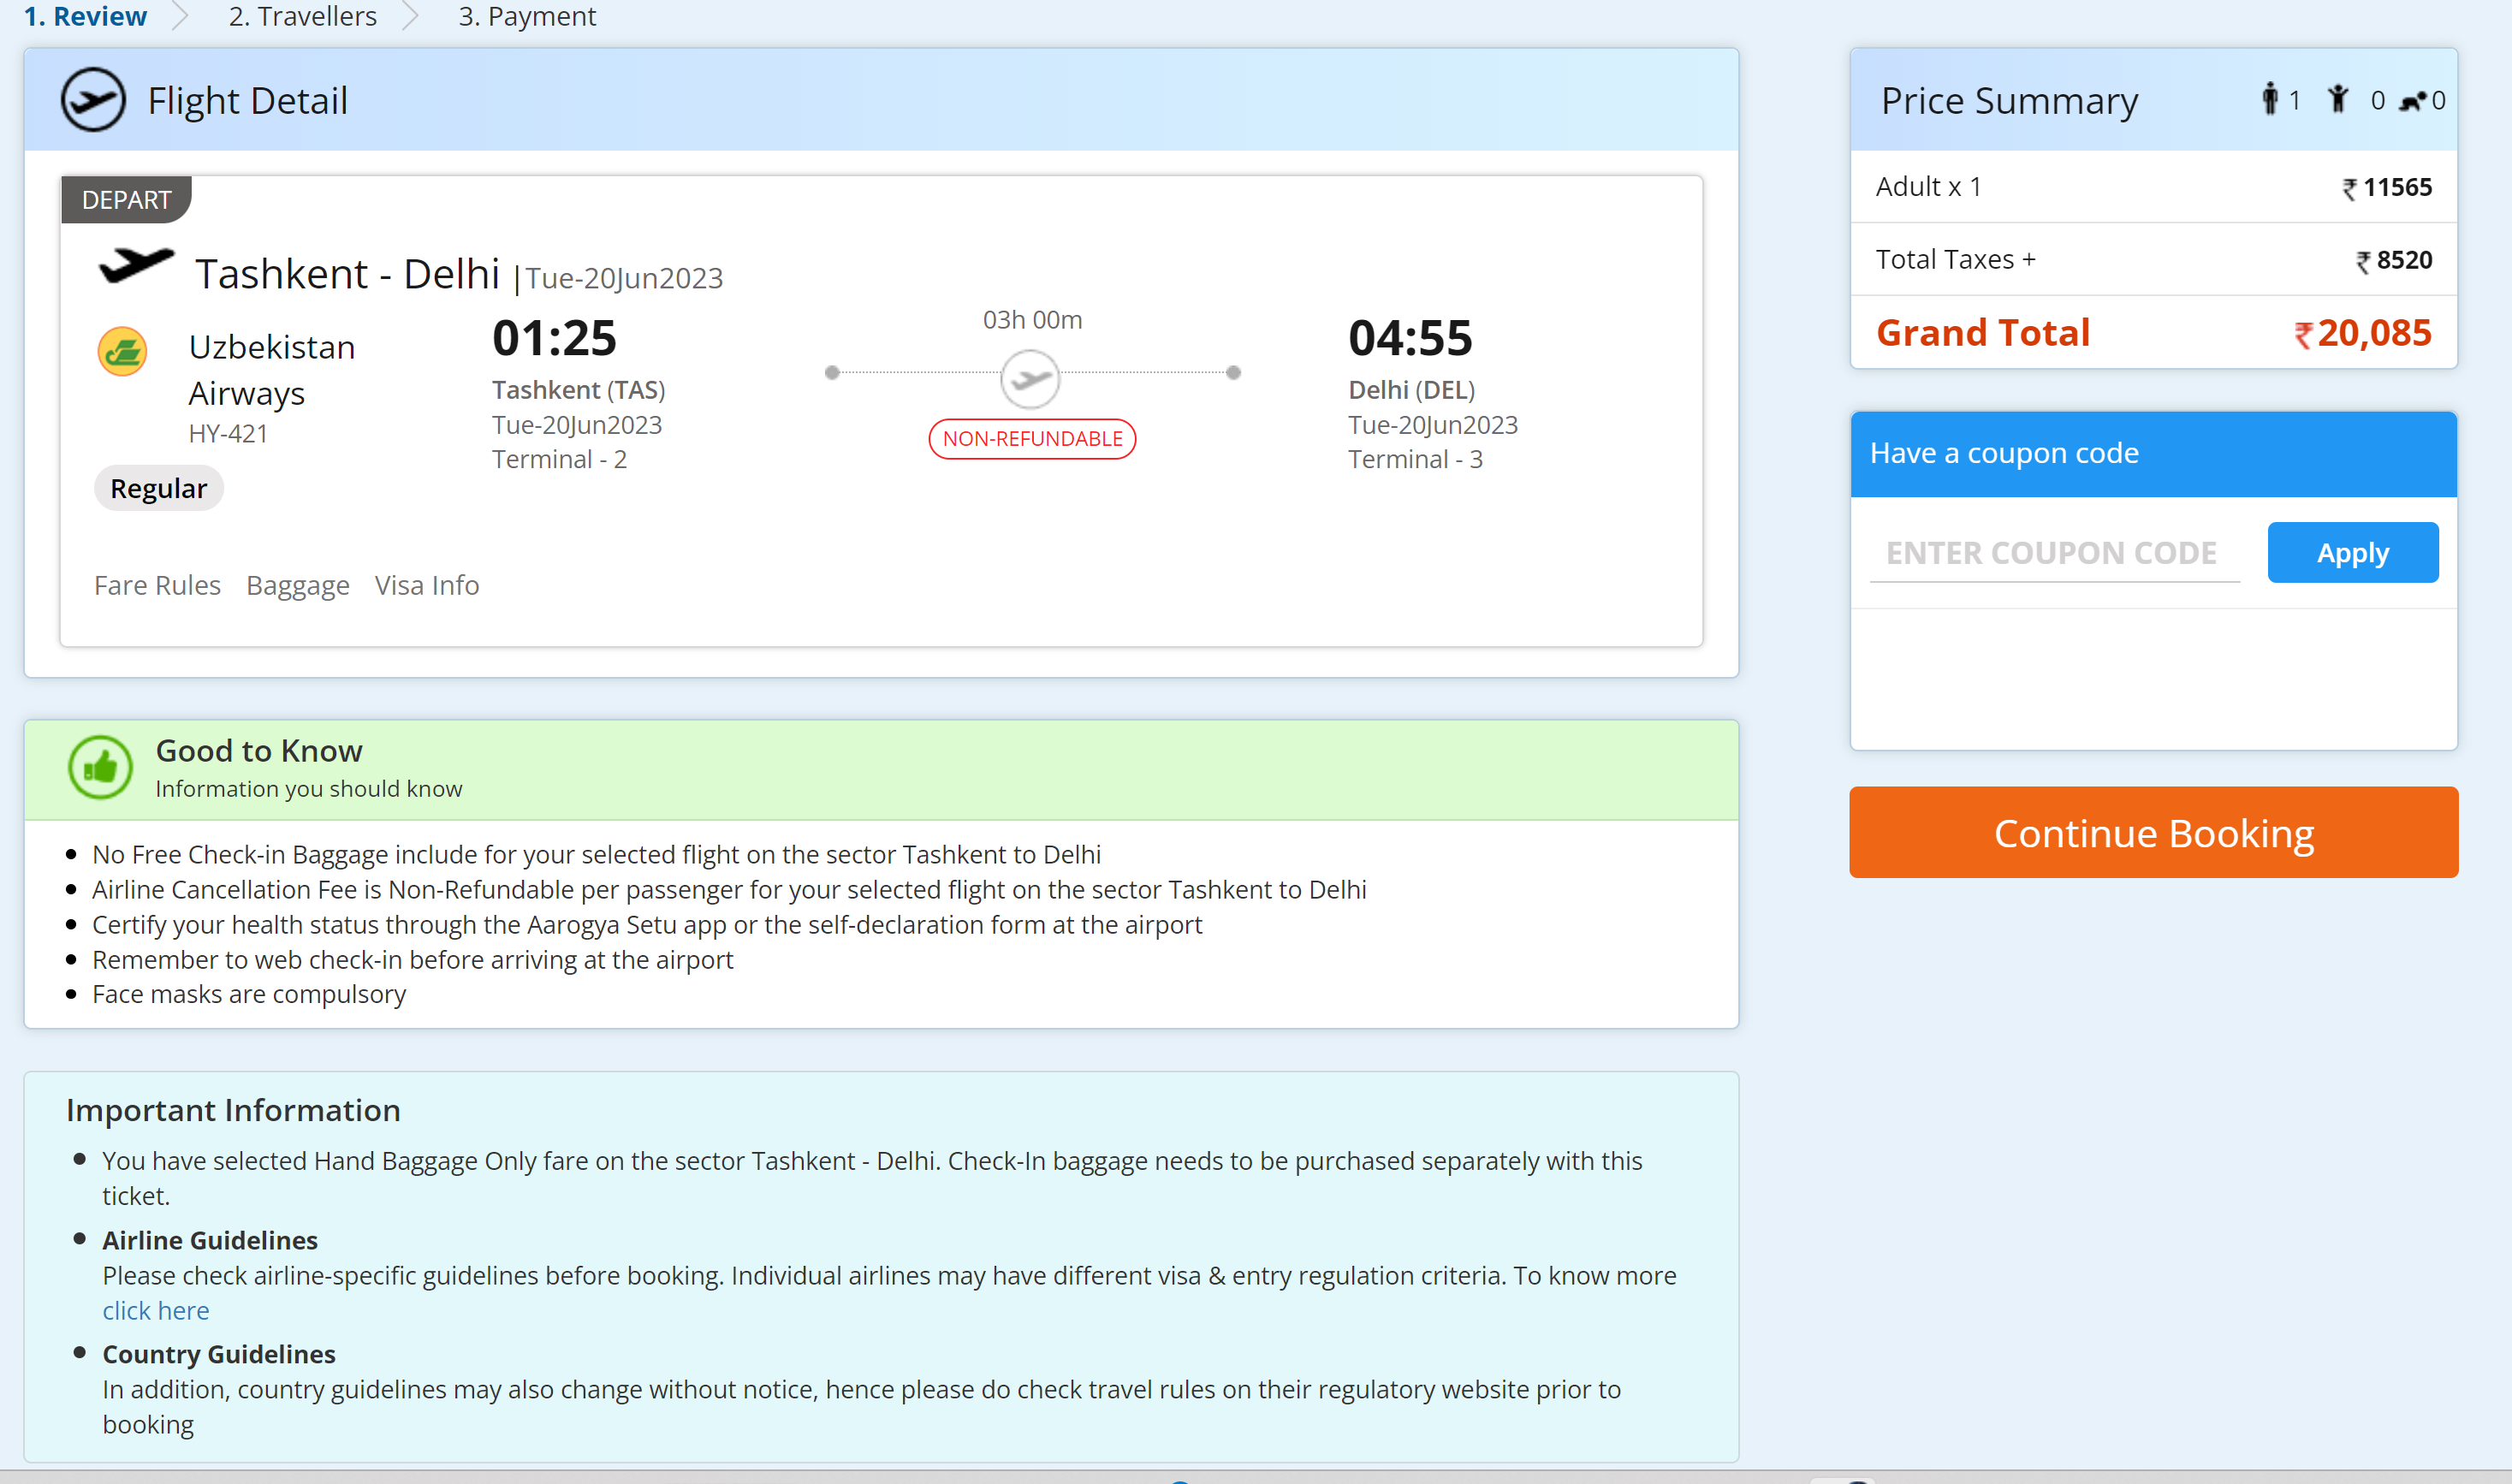 1. Review
2. Travellers
3. Payment
Flight Detail
DEPART
Tashkent - Delhi |Tue-20Jun2023
Uzbekistan
Airways
HY-421
Regular
01:25
Tashkent (TAS)
Tue-20Jun2023
Terminal - 2
03h 00m
NON-REFUNDABLE
04:55
Delhi (DEL)
Tue-20Jun2023
Terminal - 3
Fare Rules Baggage Visa Info
Good to Know
Information you should know
No Free Check-in Baggage include for your selected flight on the sector Tashkent to Delhi
Airline Cancellation Fee is Non-Refundable per passenger for your selected flight on the sector Tashkent to Delhi
Certify your health status through the Aarogya Setu app or the self-declaration form at the airport
Remember to web check-in before arriving at the airport
Face masks are compulsory
Important Information
You have selected Hand Baggage Only fare on the sector Tashkent - Delhi. Check-In baggage needs to be purchased separately with this
ticket.
Airline Guidelines
Please check airline-specific guidelines before booking. Individual airlines may have different visa & entry regulation criteria. To know more
click here
Country Guidelines
In addition, country guidelines may also change without notice, hence please do check travel rules on their regulatory website prior to
booking
Price Summary 1 0 0
Adult x 1 ₹ 11565
Total Taxes + ₹ 8520
Grand Total ₹ 20,085
Have a coupon code
ENTER COUPON CODE Apply
Continue Booking